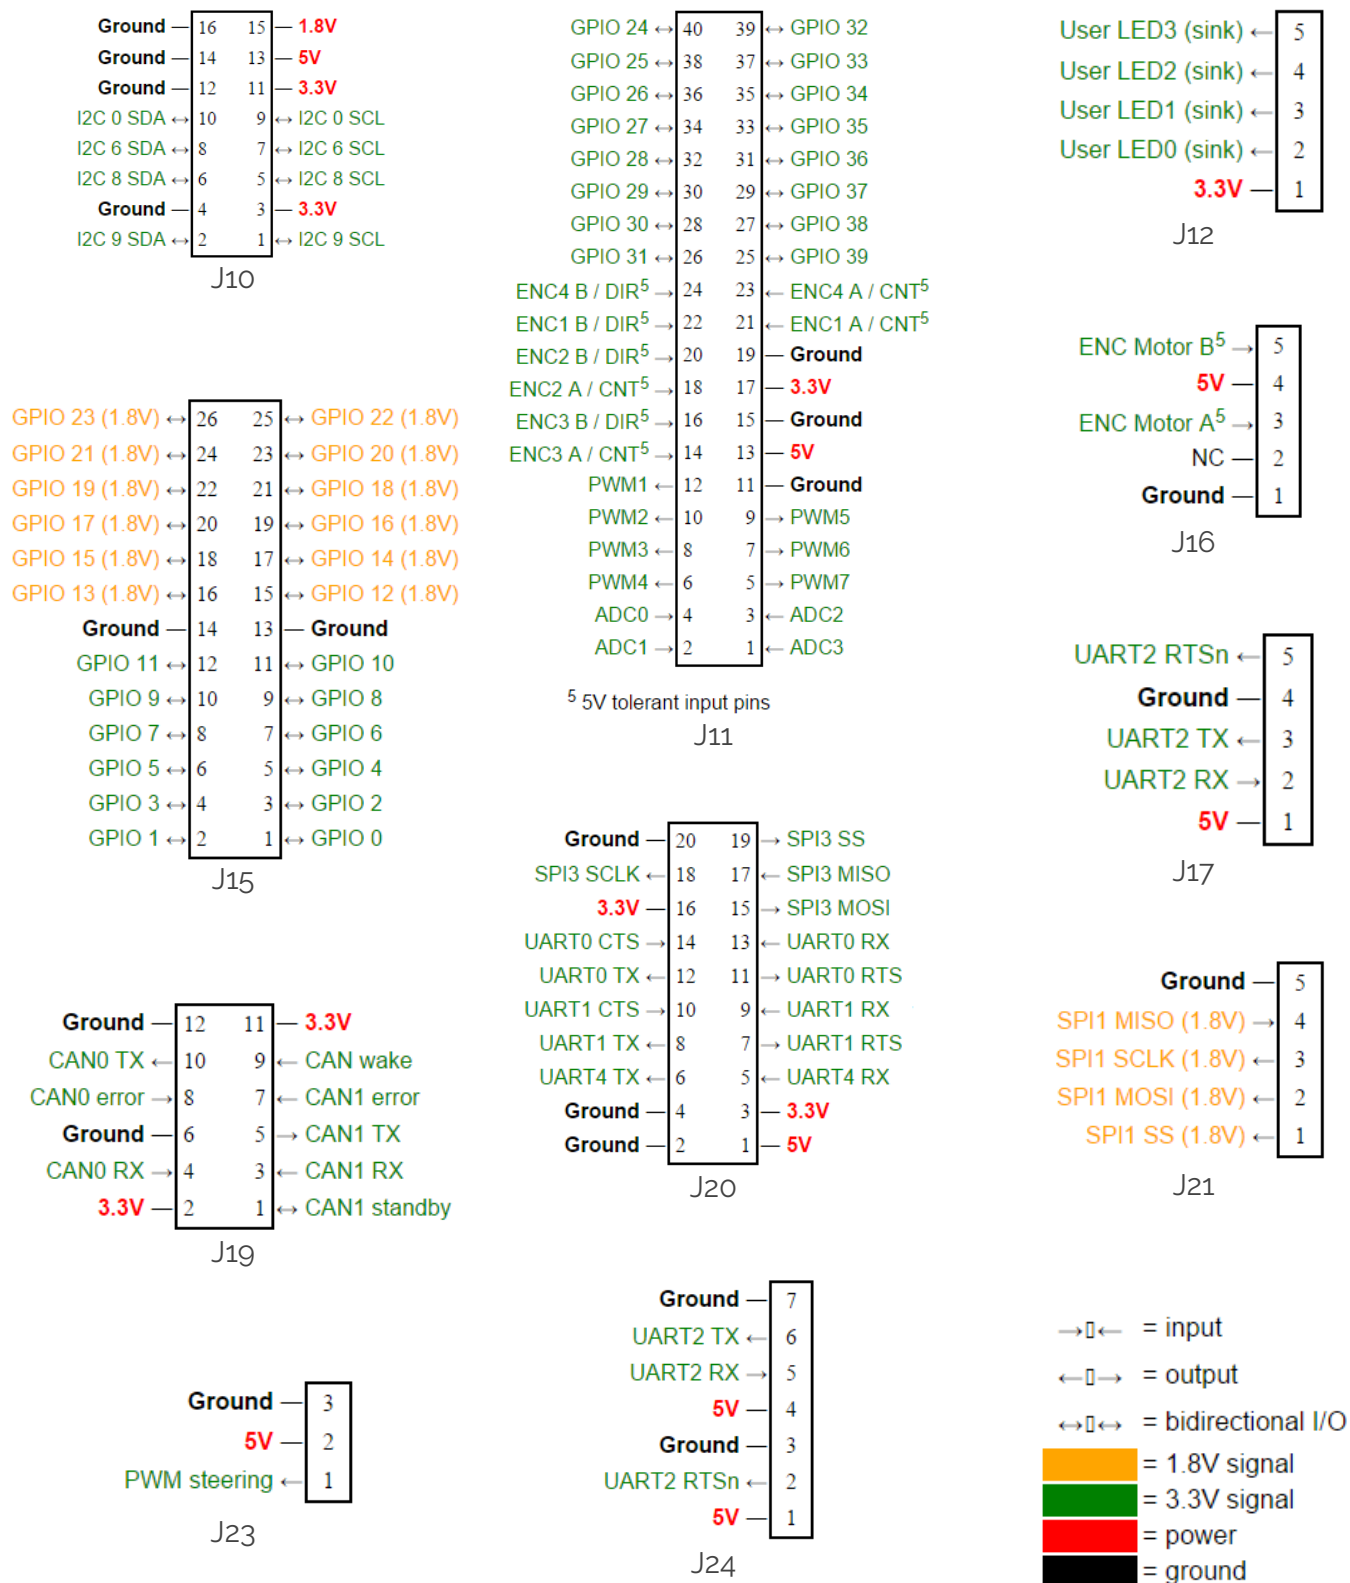 Ground 16 15 1.8V
Ground 14 13 5V
Ground 12 11 3.3V
I2C 0 SDA ↔ 10 9 ↔ I2C 0 SCL
I2C 6 SDA ↔ 8 7 ↔ I2C 6 SCL
I2C 8 SDA ↔ 6 5 ↔ I2C 8 SCL
Ground 4 3 3.3V
I2C 9 SDA ↔ 2 1 ↔ I2C 9 SCL
J10
GPIO 24 ↔ 40 39 ↔ GPIO 32
GPIO 25 ↔ 38 37 ↔ GPIO 33
GPIO 26 ↔ 36 35 ↔ GPIO 34
GPIO 27 ↔ 34 33 ↔ GPIO 35
GPIO 28 ↔ 32 31 ↔ GPIO 36
GPIO 29 ↔ 30 29 ↔ GPIO 37
GPIO 30 ↔ 28 27 ↔ GPIO 38
GPIO 31 ↔ 26 25 ↔ GPIO 39
ENC4 B / DIR⁵ → 24 23 ← ENC4 A / CNT⁵
ENC1 B / DIR⁵ → 22 21 ← ENC1 A / CNT⁵
ENC2 B / DIR⁵ → 20 19 Ground
ENC2 A / CNT⁵ → 18 17 3.3V
ENC3 B / DIR⁵ → 16 15 Ground
ENC3 A / CNT⁵ → 14 13 5V
PWM1 ← 12 11 Ground
PWM2 ← 10 9 → PWM5
PWM3 ← 8 7 → PWM6
PWM4 ← 6 5 → PWM7
ADC0 → 4 3 ← ADC2
ADC1 → 2 1 ← ADC3
⁵ 5V tolerant input pins
J11
User LED3 (sink) ← 5
User LED2 (sink) ← 4
User LED1 (sink) ← 3
User LED0 (sink) ← 2
3.3V 1
J12
GPIO 23 (1.8V) ↔ 26 25 ↔ GPIO 22 (1.8V)
GPIO 21 (1.8V) ↔ 24 23 ↔ GPIO 20 (1.8V)
GPIO 19 (1.8V) ↔ 22 21 ↔ GPIO 18 (1.8V)
GPIO 17 (1.8V) ↔ 20 19 ↔ GPIO 16 (1.8V)
GPIO 15 (1.8V) ↔ 18 17 ↔ GPIO 14 (1.8V)
GPIO 13 (1.8V) ↔ 16 15 ↔ GPIO 12 (1.8V)
Ground 14 13 Ground
GPIO 11 ↔ 12 11 ↔ GPIO 10
GPIO 9 ↔ 10 9 ↔ GPIO 8
GPIO 7 ↔ 8 7 ↔ GPIO 6
GPIO 5 ↔ 6 5 ↔ GPIO 4
GPIO 3 ↔ 4 3 ↔ GPIO 2
GPIO 1 ↔ 2 1 ↔ GPIO 0
J15
ENC Motor B⁵ → 5
5V 4
ENC Motor A⁵ → 3
NC 2
Ground 1
J16
UART2 RTSn ← 5
Ground 4
UART2 TX ← 3
UART2 RX → 2
5V 1
J17
Ground 12 11 3.3V
CAN0 TX ← 10 9 ← CAN wake
CAN0 error → 8 7 ← CAN1 error
Ground 6 5 → CAN1 TX
CAN0 RX → 4 3 ← CAN1 RX
3.3V 2 1 ↔ CAN1 standby
J19
Ground 20 19 → SPI3 SS
SPI3 SCLK ← 18 17 ← SPI3 MISO
3.3V 16 15 → SPI3 MOSI
UART0 CTS → 14 13 ← UART0 RX
UART0 TX ← 12 11 → UART0 RTS
UART1 CTS → 10 9 ← UART1 RX
UART1 TX ← 8 7 → UART1 RTS
UART4 TX ← 6 5 ← UART4 RX
Ground 4 3 3.3V
Ground 2 1 5V
J20
Ground 5
SPI1 MISO (1.8V) → 4
SPI1 SCLK (1.8V) ← 3
SPI1 MOSI (1.8V) ← 2
SPI1 SS (1.8V) ← 1
J21
Ground 3
5V 2
PWM steering ← 1
J23
Ground 7
UART2 TX ← 6
UART2 RX → 5
5V 4
Ground 3
UART2 RTSn ← 2
5V 1
J24
→▯← = input
←▯→ = output
↔▯↔ = bidirectional I/O
= 1.8V signal
= 3.3V signal
= power
= ground